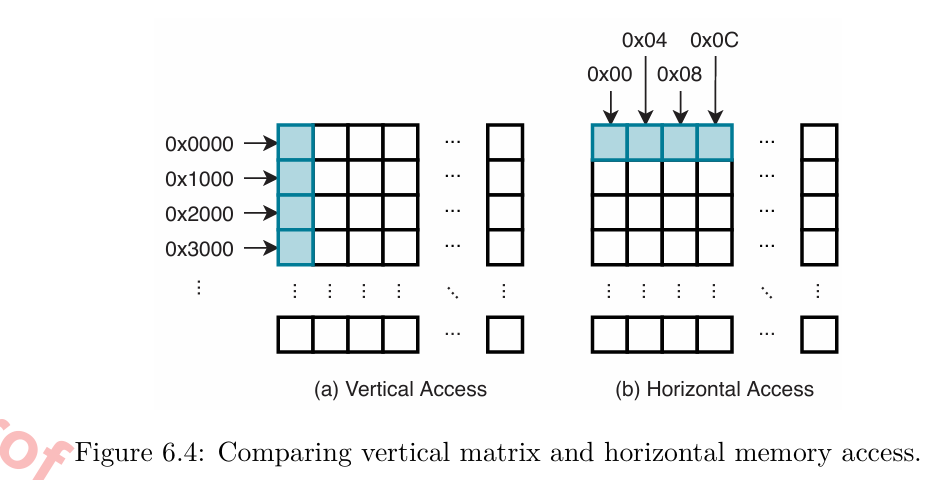 0x04 0x0C
0x00 0x08
0x0000 ... ...
0x1000 ... ...
0x2000 ... ...
0x3000 ... ...
⋮ ⋮ ⋮ ⋮ ⋮ ⋱ ⋮ ⋮ ⋮ ⋮ ⋮ ⋱ ⋮
... ...
(a) Vertical Access (b) Horizontal Access
rof
Figure 6.4: Comparing vertical matrix and horizontal memory access.